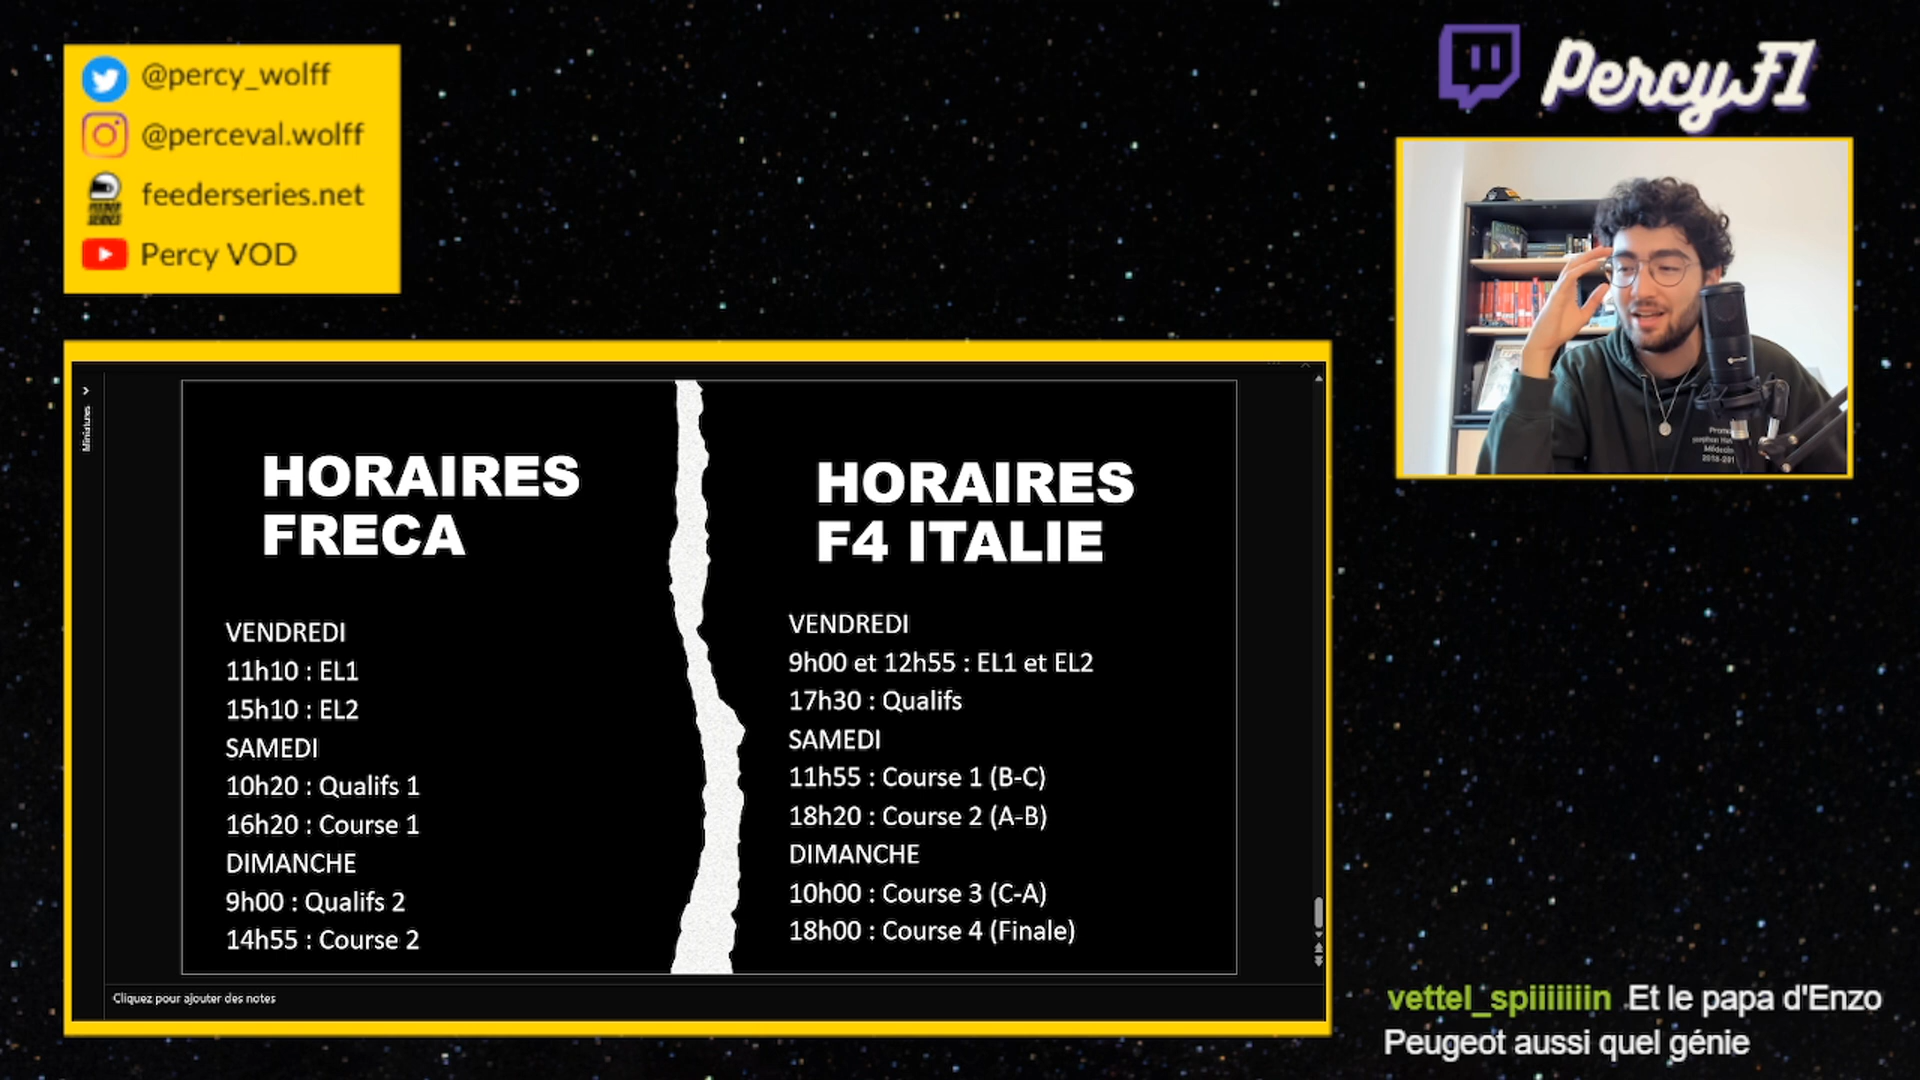 @percy_wolff
@perceval.wolff
feederseries.net
Percy VOD
PercyF1
Miniatures
HORAIRES
FRECA
VENDREDI
11h10 : EL1
15h10 : EL2
SAMEDI
10h20 : Qualifs 1
16h20 : Course 1
DIMANCHE
9h00 : Qualifs 2
14h55 : Course 2
HORAIRES
F4 ITALIE
VENDREDI
9h00 et 12h55 : EL1 et EL2
17h30 : Qualifs
SAMEDI
11h55 : Course 1 (B-C)
18h20 : Course 2 (A-B)
DIMANCHE
10h00 : Course 3 (C-A)
18h00 : Course 4 (Finale)
Cliquez pour ajouter des notes
vettel_spiiiiiiin Et le papa d'Enzo
Peugeot aussi quel génie